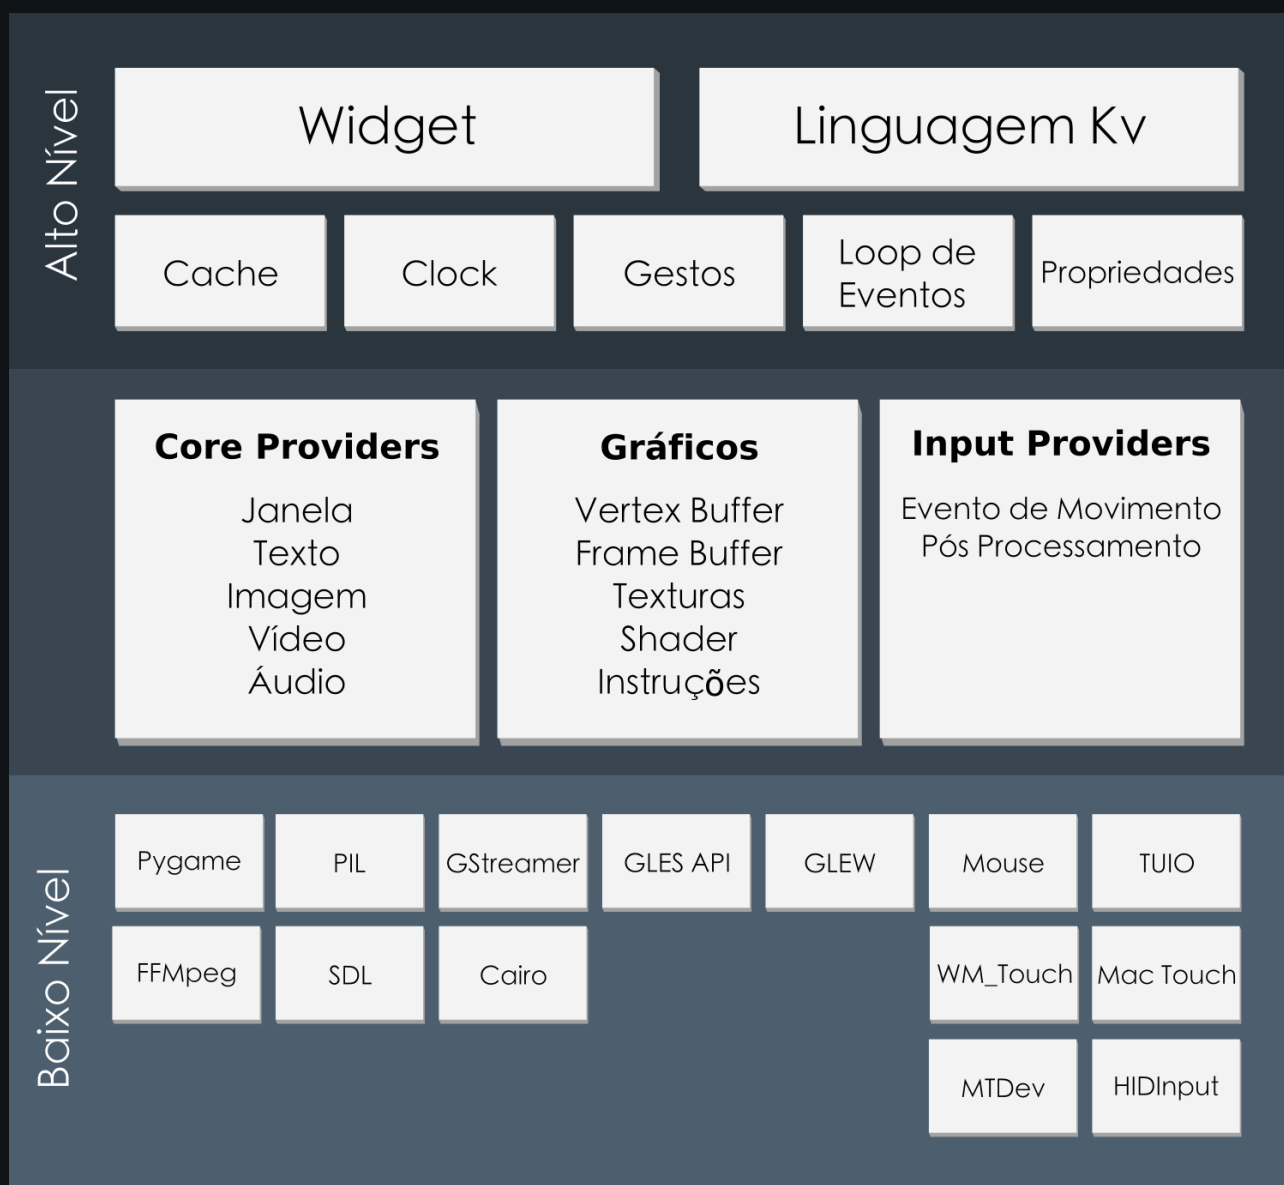 Alto Nível
Widget
Linguagem Kv
Cache
Clock
Gestos
Loop de
Eventos
Propriedades
Core Providers
Janela
Texto
Imagem
Vídeo
Áudio
Gráficos
Vertex Buffer
Frame Buffer
Texturas
Shader
Instruções
Input Providers
Evento de Movimento
Pós Processamento
Baixo Nível
Pygame
PIL
GStreamer
GLES API
GLEW
Mouse
TUIO
FFMpeg
SDL
Cairo
WM_Touch
Mac Touch
MTDev
HIDInput